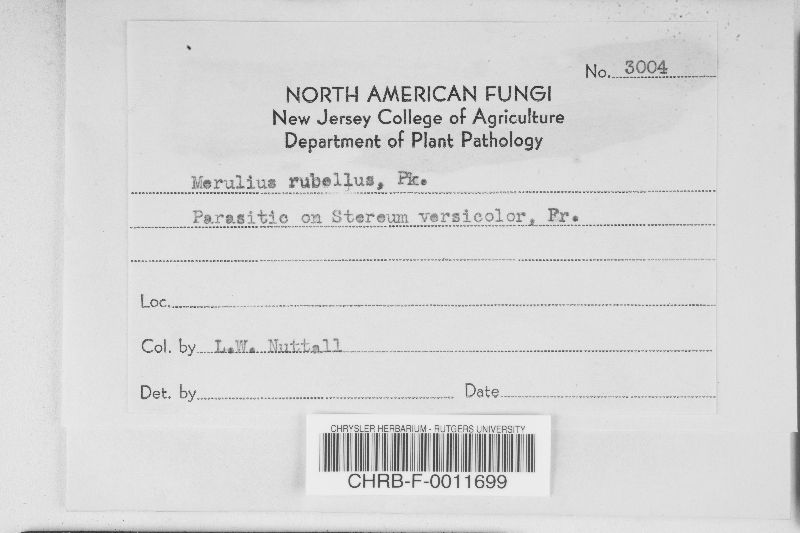 No. 3004
NORTH AMERICAN FUNGI
New Jersey College of Agriculture
Department of Plant Pathology
Merulius rubellus, Pk.
Parasitic on Stereum versicolor, Fr.
Loc.
Col. by L.W. Nuttall
Det. by
Date
CHRYSLER HERBARIUM - RUTGERS UNIVERSITY
CHRB-F-0011699